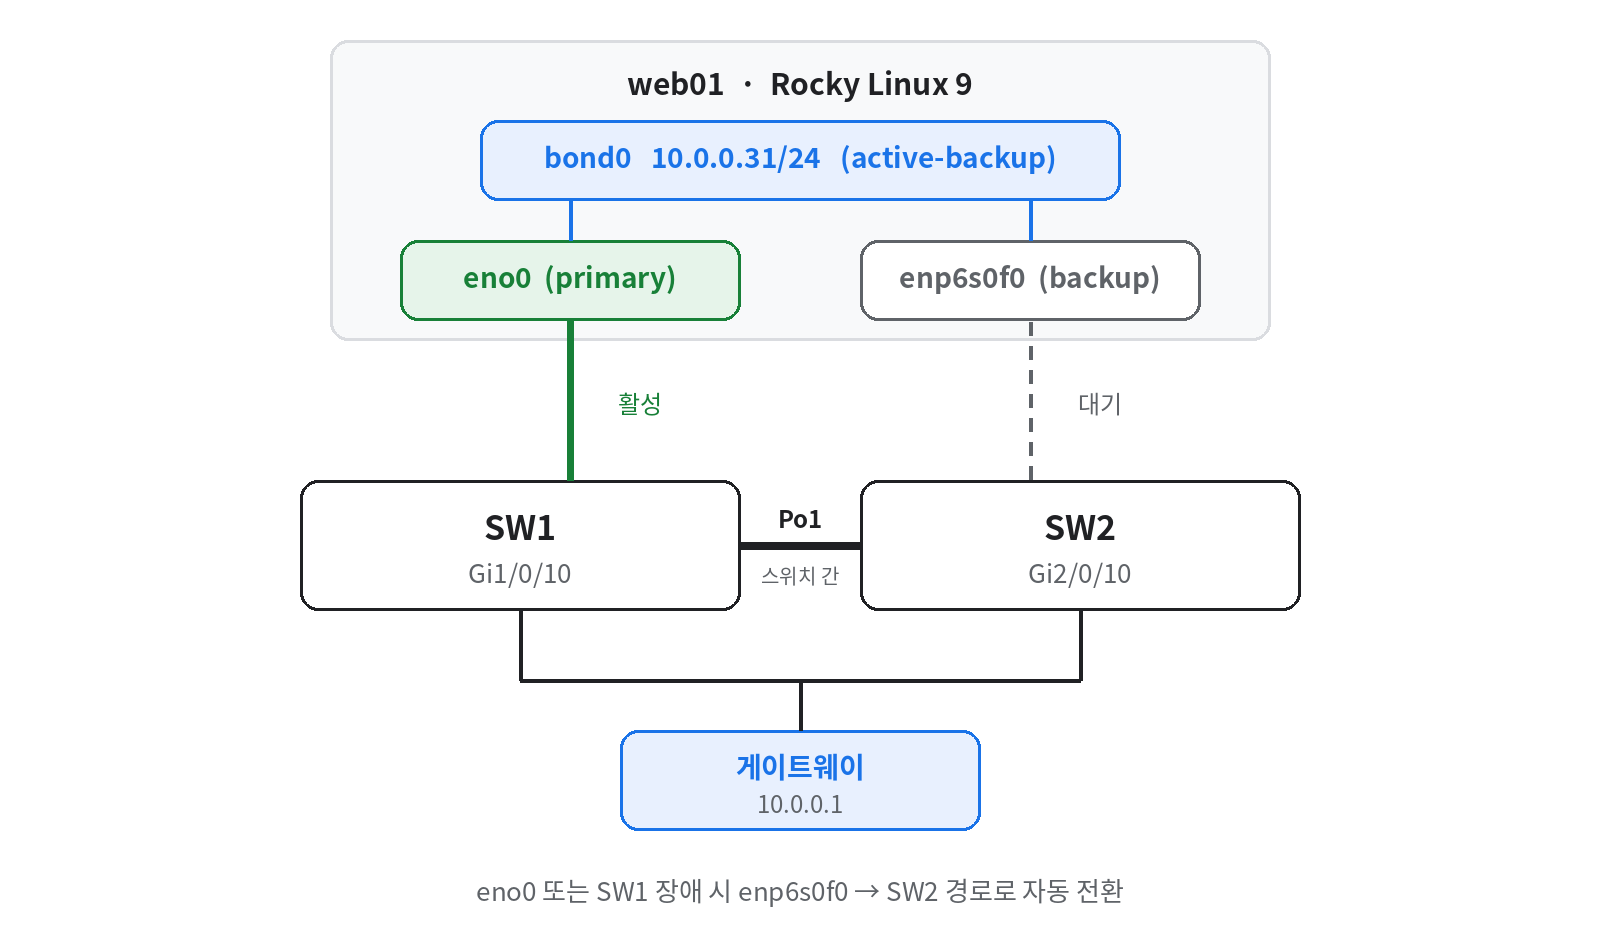 web01 · Rocky Linux 9
bond0 10.0.0.31/24 (active-backup)
eno0 (primary)
enp6s0f0 (backup)
활성
대기
SW1
Gi1/0/10
Po1
스위치 간
SW2
Gi2/0/10
게이트웨이
10.0.0.1
eno0 또는 SW1 장애 시 enp6s0f0 → SW2 경로로 자동 전환